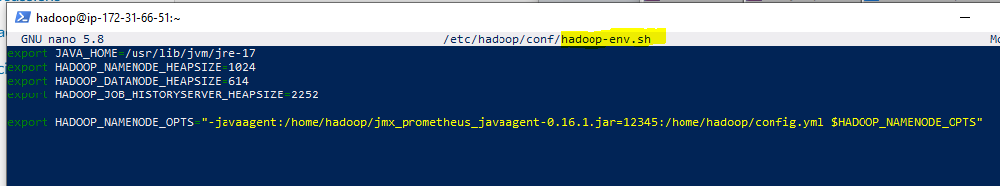 hadoop@ip-172-31-66-51:~
GNU nano 5.8 /etc/hadoop/conf/hadoop-env.sh Mo
export JAVA_HOME=/usr/lib/jvm/jre-17
export HADOOP_NAMENODE_HEAPSIZE=1024
export HADOOP_DATANODE_HEAPSIZE=614
export HADOOP_JOB_HISTORYSERVER_HEAPSIZE=2252
export HADOOP_NAMENODE_OPTS="-javaagent:/home/hadoop/jmx_prometheus_javaagent-0.16.1.jar=12345:/home/hadoop/config.yml $HADOOP_NAMENODE_OPTS"